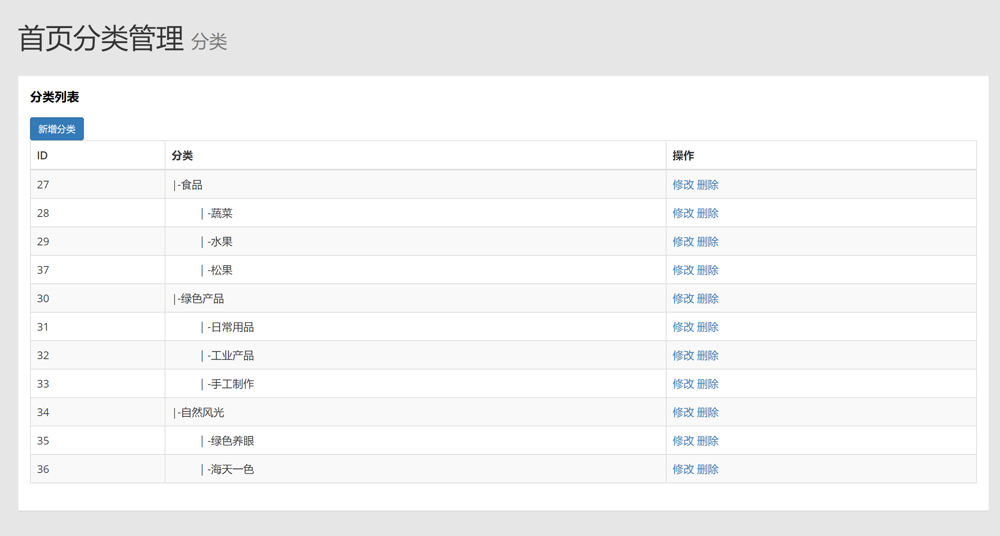 首页分类管理 分类
分类列表
新增分类
ID 分类 操作
27 |-食品 修改 删除
28 | -蔬菜 修改 删除
29 | -水果 修改 删除
37 | -松果 修改 删除
30 |-绿色产品 修改 删除
31 | -日常用品 修改 删除
32 | -工业产品 修改 删除
33 | -手工制作 修改 删除
34 |-自然风光 修改 删除
35 | -绿色养眼 修改 删除
36 | -海天一色 修改 删除